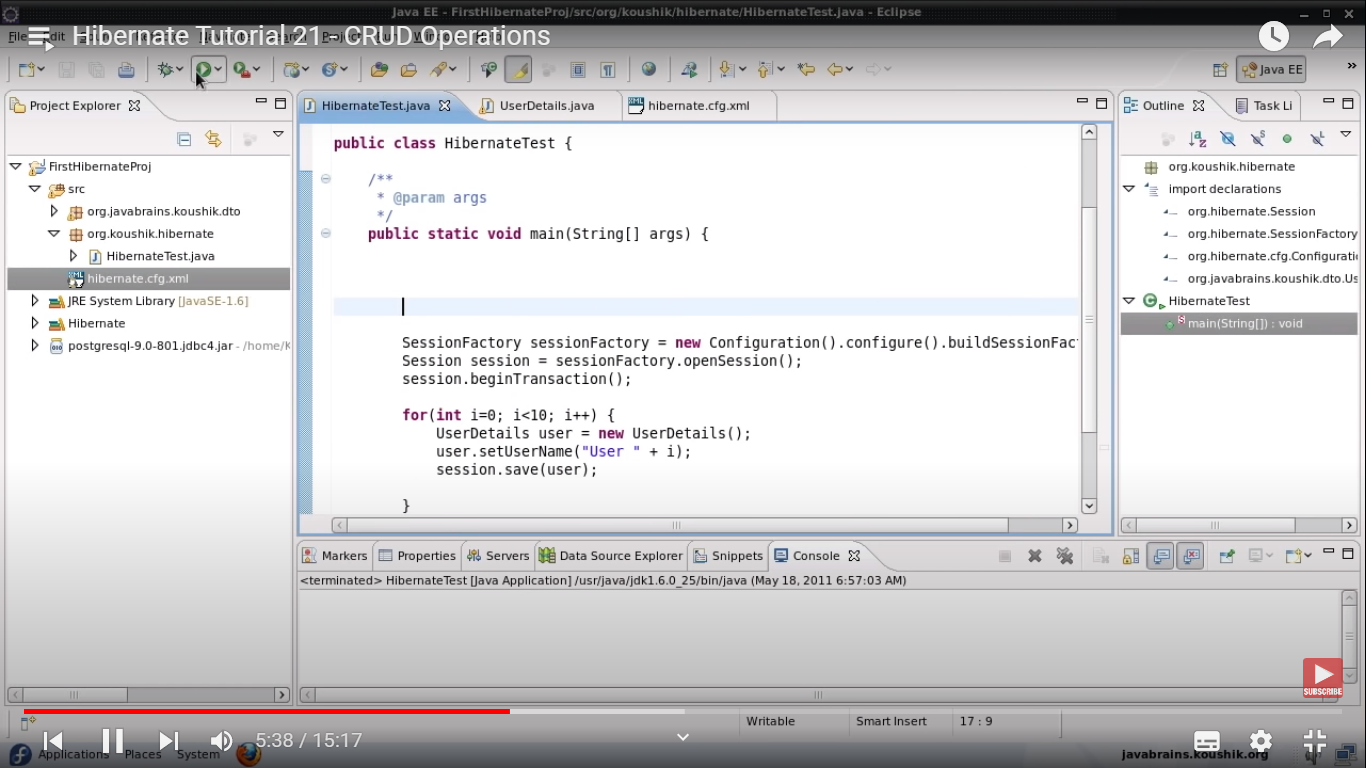 Java EE - FirstHibernateProj/src/org/koushik/hibernate/HibernateTest.java - Eclipse
Hibernate Tutorial 21 - CRUD Operations
Java EE
Project Explorer
HibernateTest.java
UserDetails.java
hibernate.cfg.xml
Outline
Task Li
FirstHibernateProj
src
org.javabrains.koushik.dto
org.koushik.hibernate
HibernateTest.java
hibernate.cfg.xml
JRE System Library [JavaSE-1.6]
Hibernate
postgresql-9.0-801.jdbc4.jar - /home/K
public class HibernateTest {
/**
* @param args
*/
public static void main(String[] args) {
SessionFactory sessionFactory = new Configuration().configure().buildSessionFac
Session session = sessionFactory.openSession();
session.beginTransaction();
for(int i=0; i<10; i++) {
UserDetails user = new UserDetails();
user.setUserName("User " + i);
session.save(user);
}
org.koushik.hibernate
import declarations
org.hibernate.Session
org.hibernate.SessionFactory
org.hibernate.cfg.Configurati
org.javabrains.koushik.dto.Us
HibernateTest
main(String[]) : void
Markers
Properties
Servers
Data Source Explorer
Snippets
Console
<terminated> HibernateTest [Java Application] /usr/java/jdk1.6.0_25/bin/java (May 18, 2011 6:57:03 AM)
SUBSCRIBE
Writable
Smart Insert
17 : 9
5:38 / 15:17
Applications
Places
System
javabrains.koushik.org